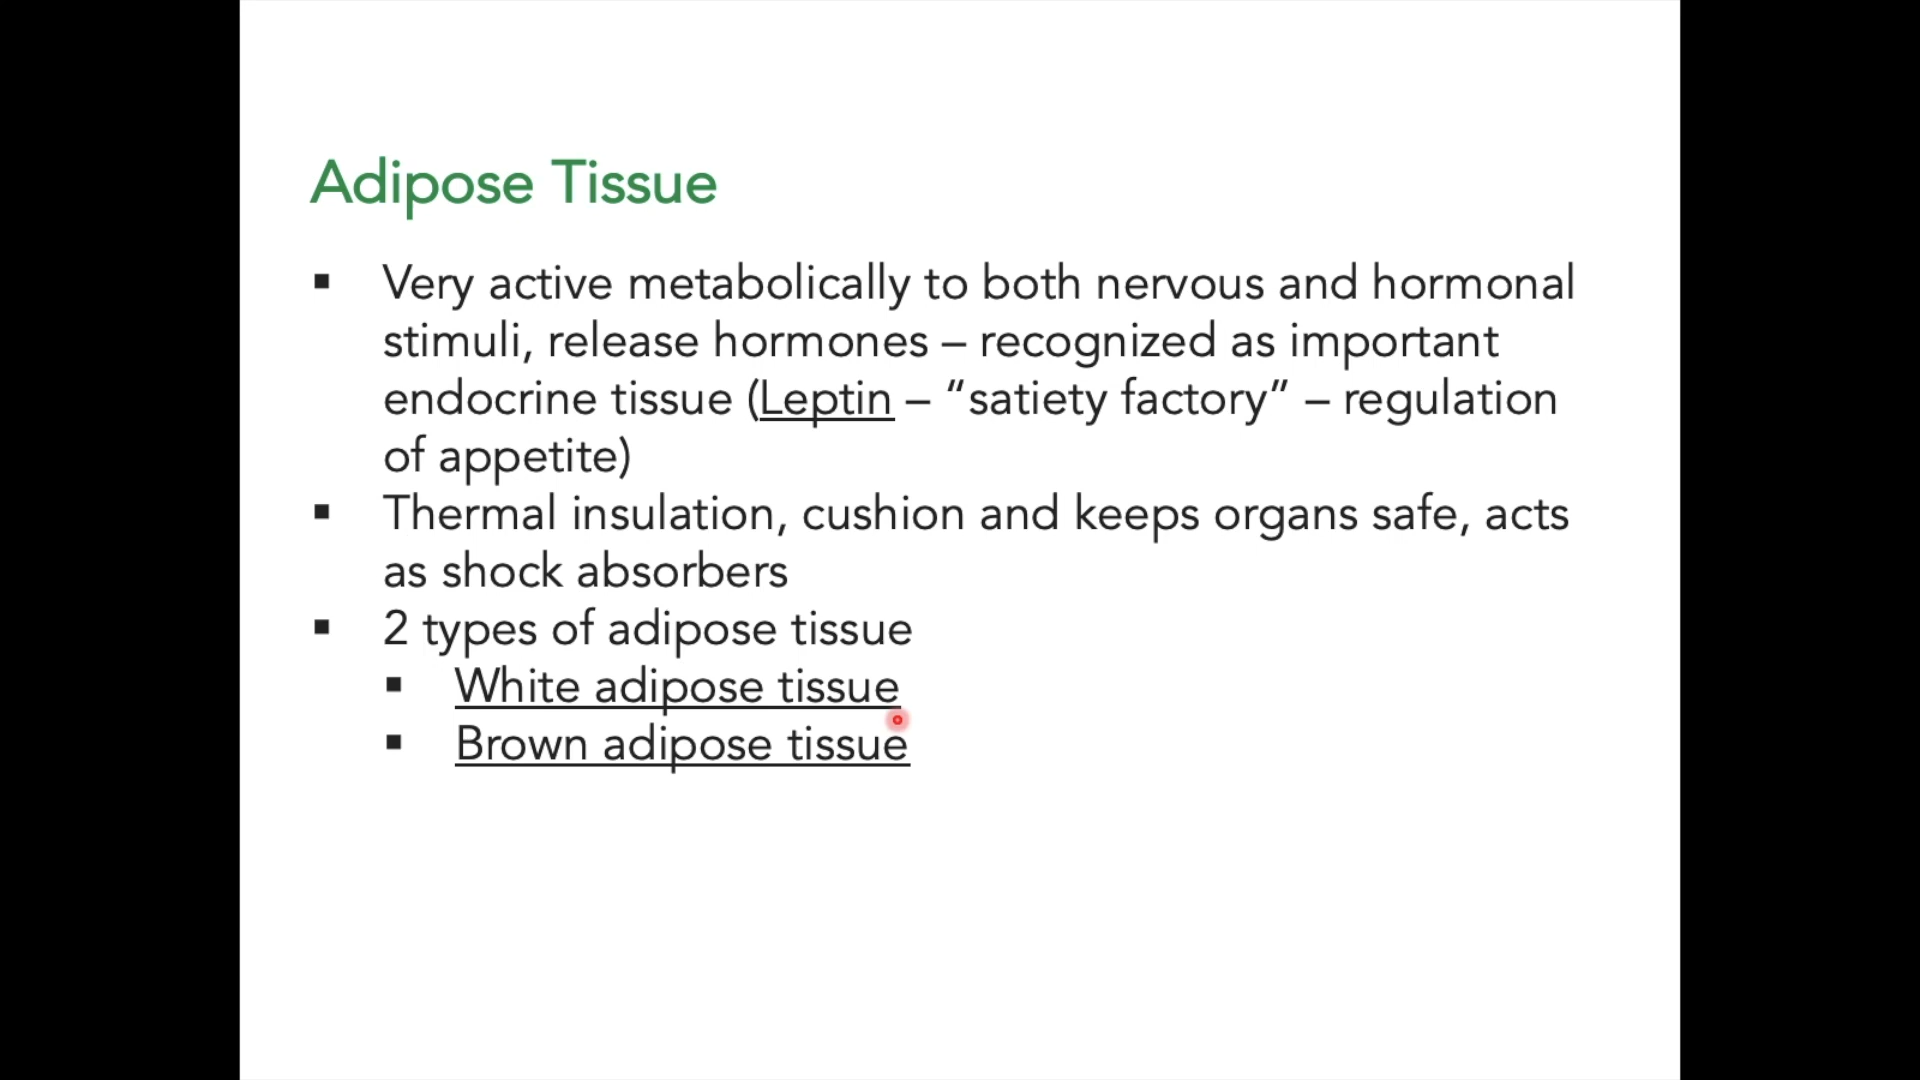 Adipose Tissue
▪ Very active metabolically to both nervous and hormonal
stimuli, release hormones – recognized as important
endocrine tissue (Leptin – “satiety factory” – regulation
of appetite)
▪ Thermal insulation, cushion and keeps organs safe, acts
as shock absorbers
▪ 2 types of adipose tissue
▪ White adipose tissue
▪ Brown adipose tissue